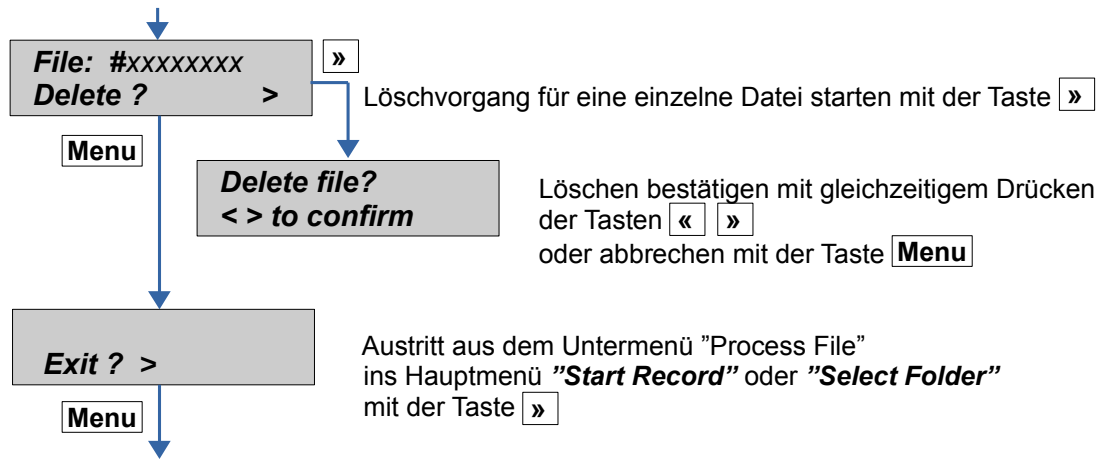 File: #xxxxxxxx
Delete ? >
»
Löschvorgang für eine einzelne Datei starten mit der Taste »
Menu
Delete file?
< > to confirm
Löschen bestätigen mit gleichzeitigem Drücken
der Tasten « »
oder abbrechen mit der Taste Menu
Exit ? >
Austritt aus dem Untermenü ”Process File”
ins Hauptmenü ”Start Record” oder ”Select Folder”
mit der Taste »
Menu